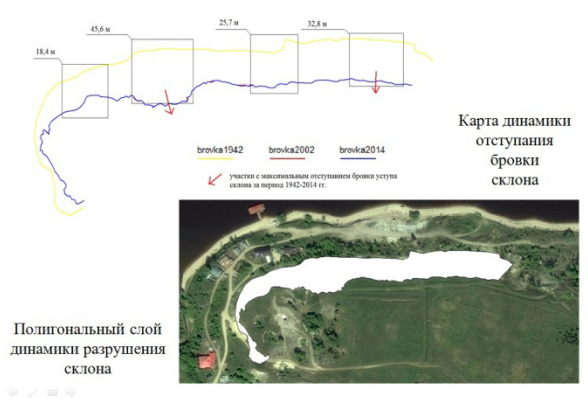 45,6 м
25,7 м
32,8 м
18,4 м
Карта динамики
отступания
бровки
склона
brovka1942 brovka2002 brovka2014
участки с максимальным отступанием бровки уступа
склона за период 1942-2014 гг.
Полигональный слой
динамики разрушения
склона